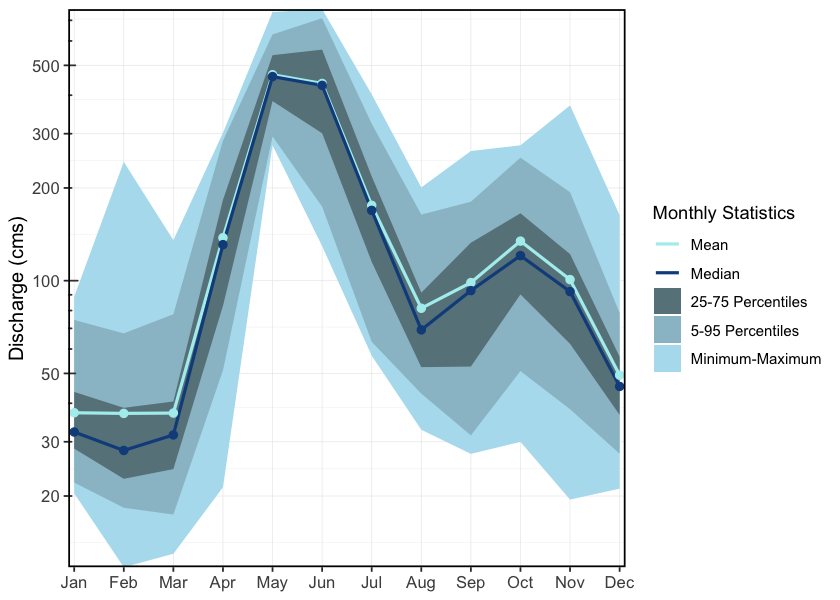 Discharge (cms)
500
300
200
100
50
30
20
Jan Feb Mar Apr May Jun Jul Aug Sep Oct Nov Dec
Monthly Statistics
Mean
Median
25-75 Percentiles
5-95 Percentiles
Minimum-Maximum